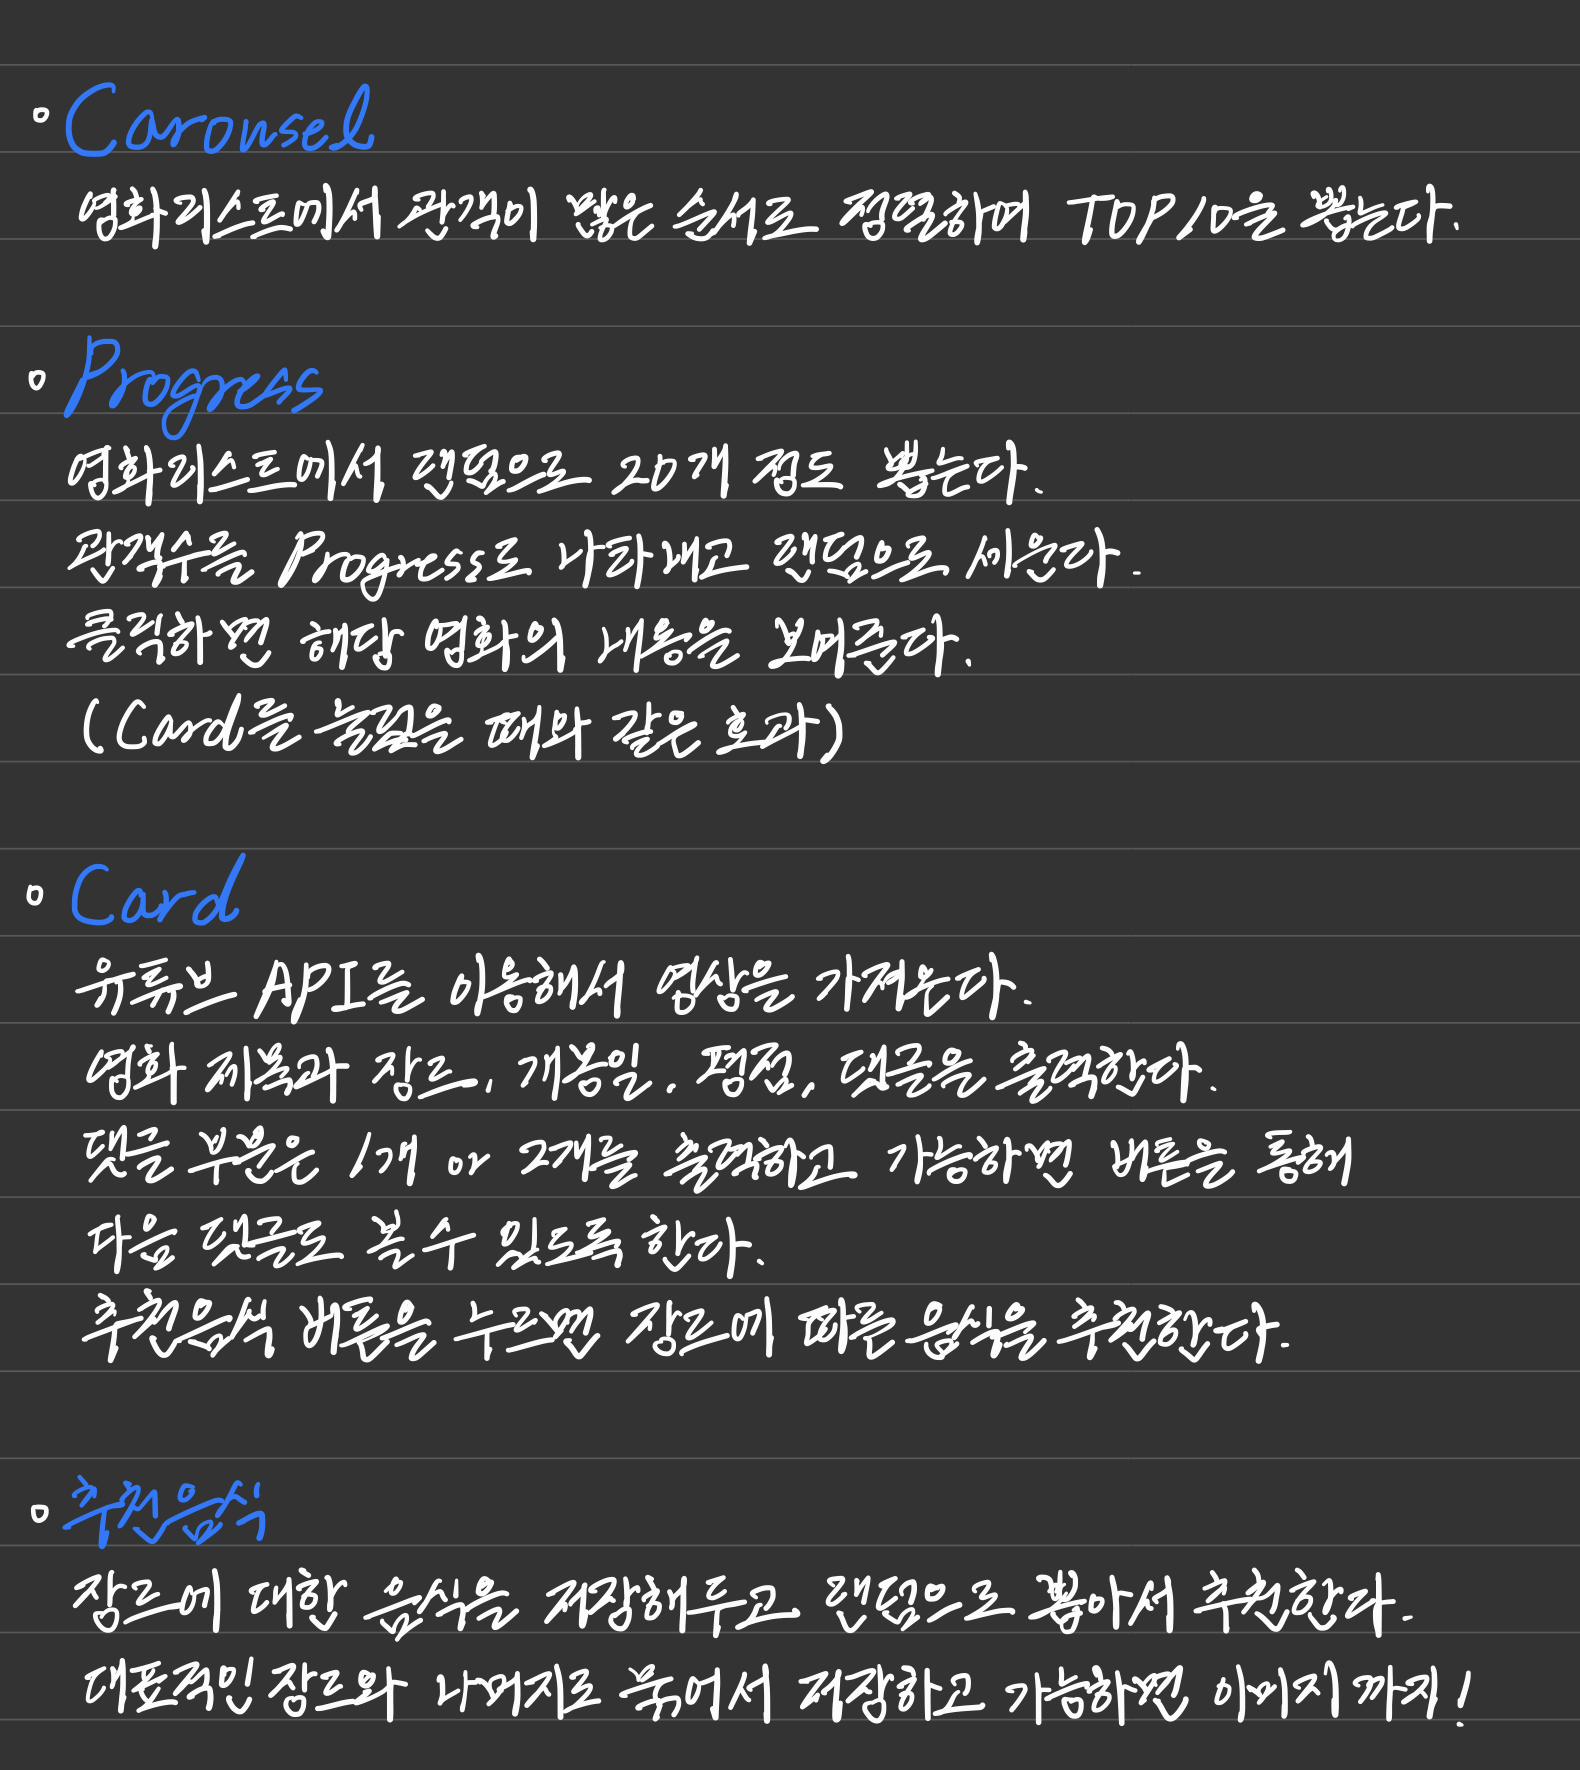 Carousel
영화리스트에서 관객이 많은 순서로 정렬하여 TOP10을 뽑는다.
Progress
영화리스트에서 랜덤으로 20개 정도 뽑는다.
관객수를 Progress로 나타내고 랜덤으로 세운다.
클릭하면 해당 영화의 내용을 보여준다.
(Card를 눌렀을 때와 같은 효과)
Card
유튜브 API를 이용해서 영상을 가져온다.
영화 제목과 장르, 개봉일, 평점, 댓글을 출력한다.
댓글 부분은 1개 or 2개를 출력하고 가능하면 버튼을 통해
다음 댓글도 볼 수 있도록 한다.
추천음식 버튼을 누르면 장르에 따른 음식을 추천한다.
추천음식
장르에 대한 음식을 저장해두고 랜덤으로 뽑아서 추천한다.
대표적인 장르와 나머지로 묶어서 저장하고 가능하면 이미지 까지!